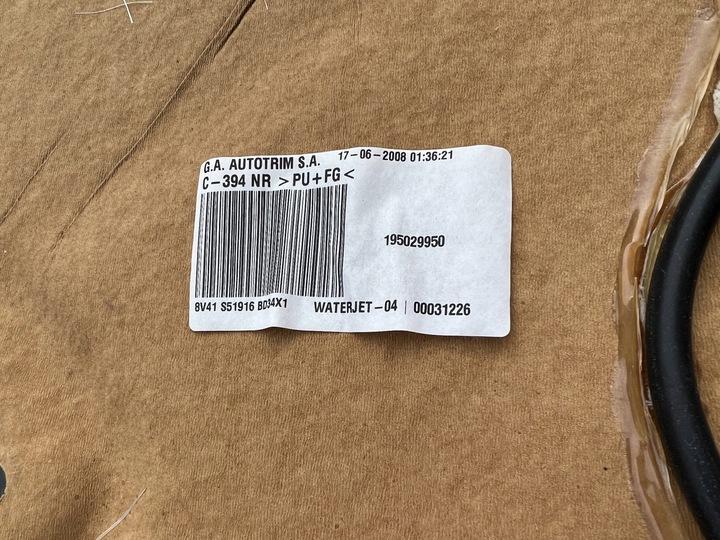 G.A. AUTOTRIM S.A. 17-06-2008 01:36:21
C-394 NR >PU+FG<
195029950
8V41 S51916 BD34X1 WATERJET-04 | 00031226